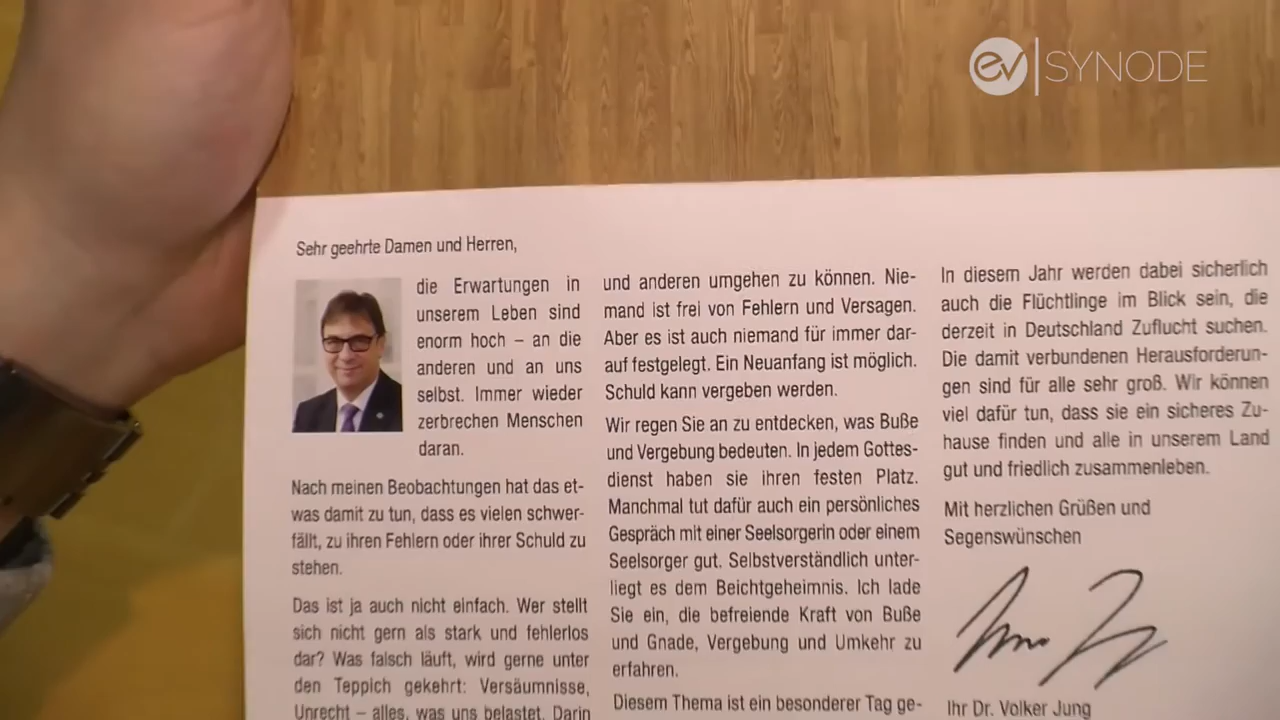 ev|SYNODE
Sehr geehrte Damen und Herren,
die Erwartungen in
unserem Leben sind
enorm hoch – an die
anderen und an uns
selbst. Immer wieder
zerbrechen Menschen
daran.
Nach meinen Beobachtungen hat das et-
was damit zu tun, dass es vielen schwer-
fällt, zu ihren Fehlern oder ihrer Schuld zu
stehen.
Das ist ja auch nicht einfach. Wer stellt
sich nicht gern als stark und fehlerlos
dar? Was falsch läuft, wird gerne unter
den Teppich gekehrt: Versäumnisse,
Unrecht – alles, was uns belastet. Darin
und anderen umgehen zu können. Nie-
mand ist frei von Fehlern und Versagen.
Aber es ist auch niemand für immer dar-
auf festgelegt. Ein Neuanfang ist möglich.
Schuld kann vergeben werden.
Wir regen Sie an zu entdecken, was Buße
und Vergebung bedeuten. In jedem Gottes-
dienst haben sie ihren festen Platz.
Manchmal tut dafür auch ein persönliches
Gespräch mit einer Seelsorgerin oder einem
Seelsorger gut. Selbstverständlich unter-
liegt es dem Beichtgeheimnis. Ich lade
Sie ein, die befreiende Kraft von Buße
und Gnade, Vergebung und Umkehr zu
erfahren.
Diesem Thema ist ein besonderer Tag ge-
In diesem Jahr werden dabei sicherlich
auch die Flüchtlinge im Blick sein, die
derzeit in Deutschland Zuflucht suchen.
Die damit verbundenen Herausforderun-
gen sind für alle sehr groß. Wir können
viel dafür tun, dass sie ein sicheres Zu-
hause finden und alle in unserem Land
gut und friedlich zusammenleben.
Mit herzlichen Grüßen und
Segenswünschen
Ihr Dr. Volker Jung